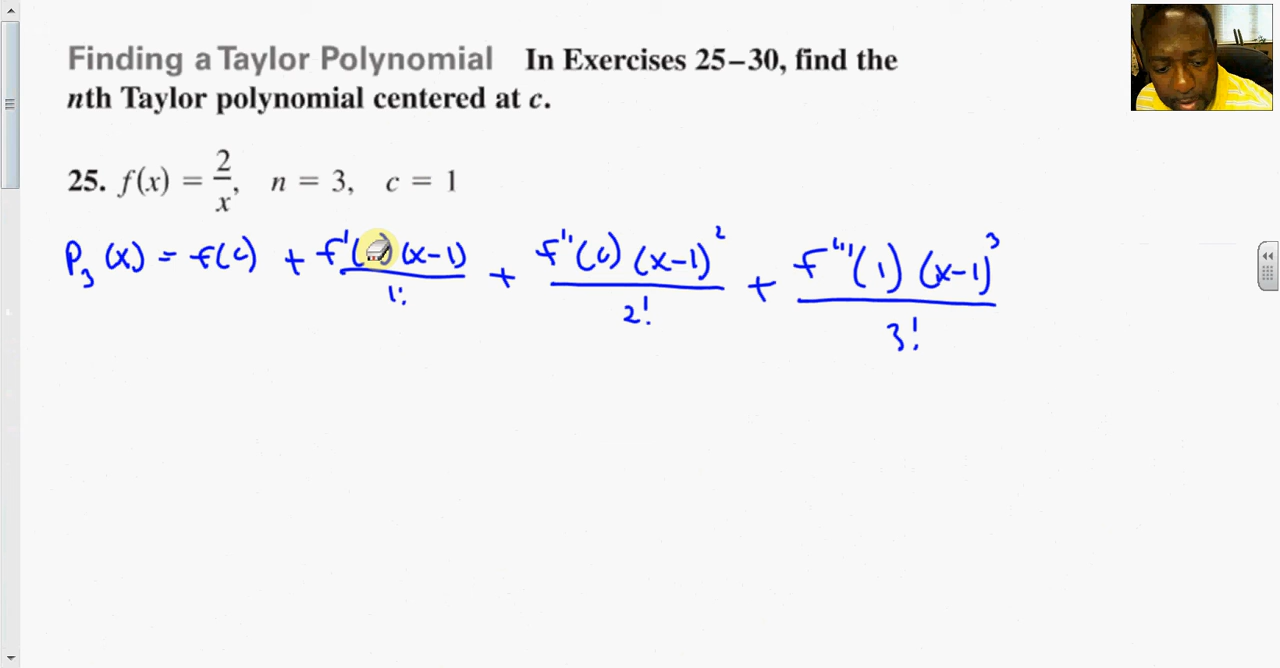 Finding a Taylor Polynomial In Exercises 25–30, find the
nth Taylor polynomial centered at c.
25. f(x) = 2/x, n = 3, c = 1
P₃(x) = f(c) + f'( )(x-1)/1! + f''(c)(x-1)²/2! + f'''(1)(x-1)³/3!